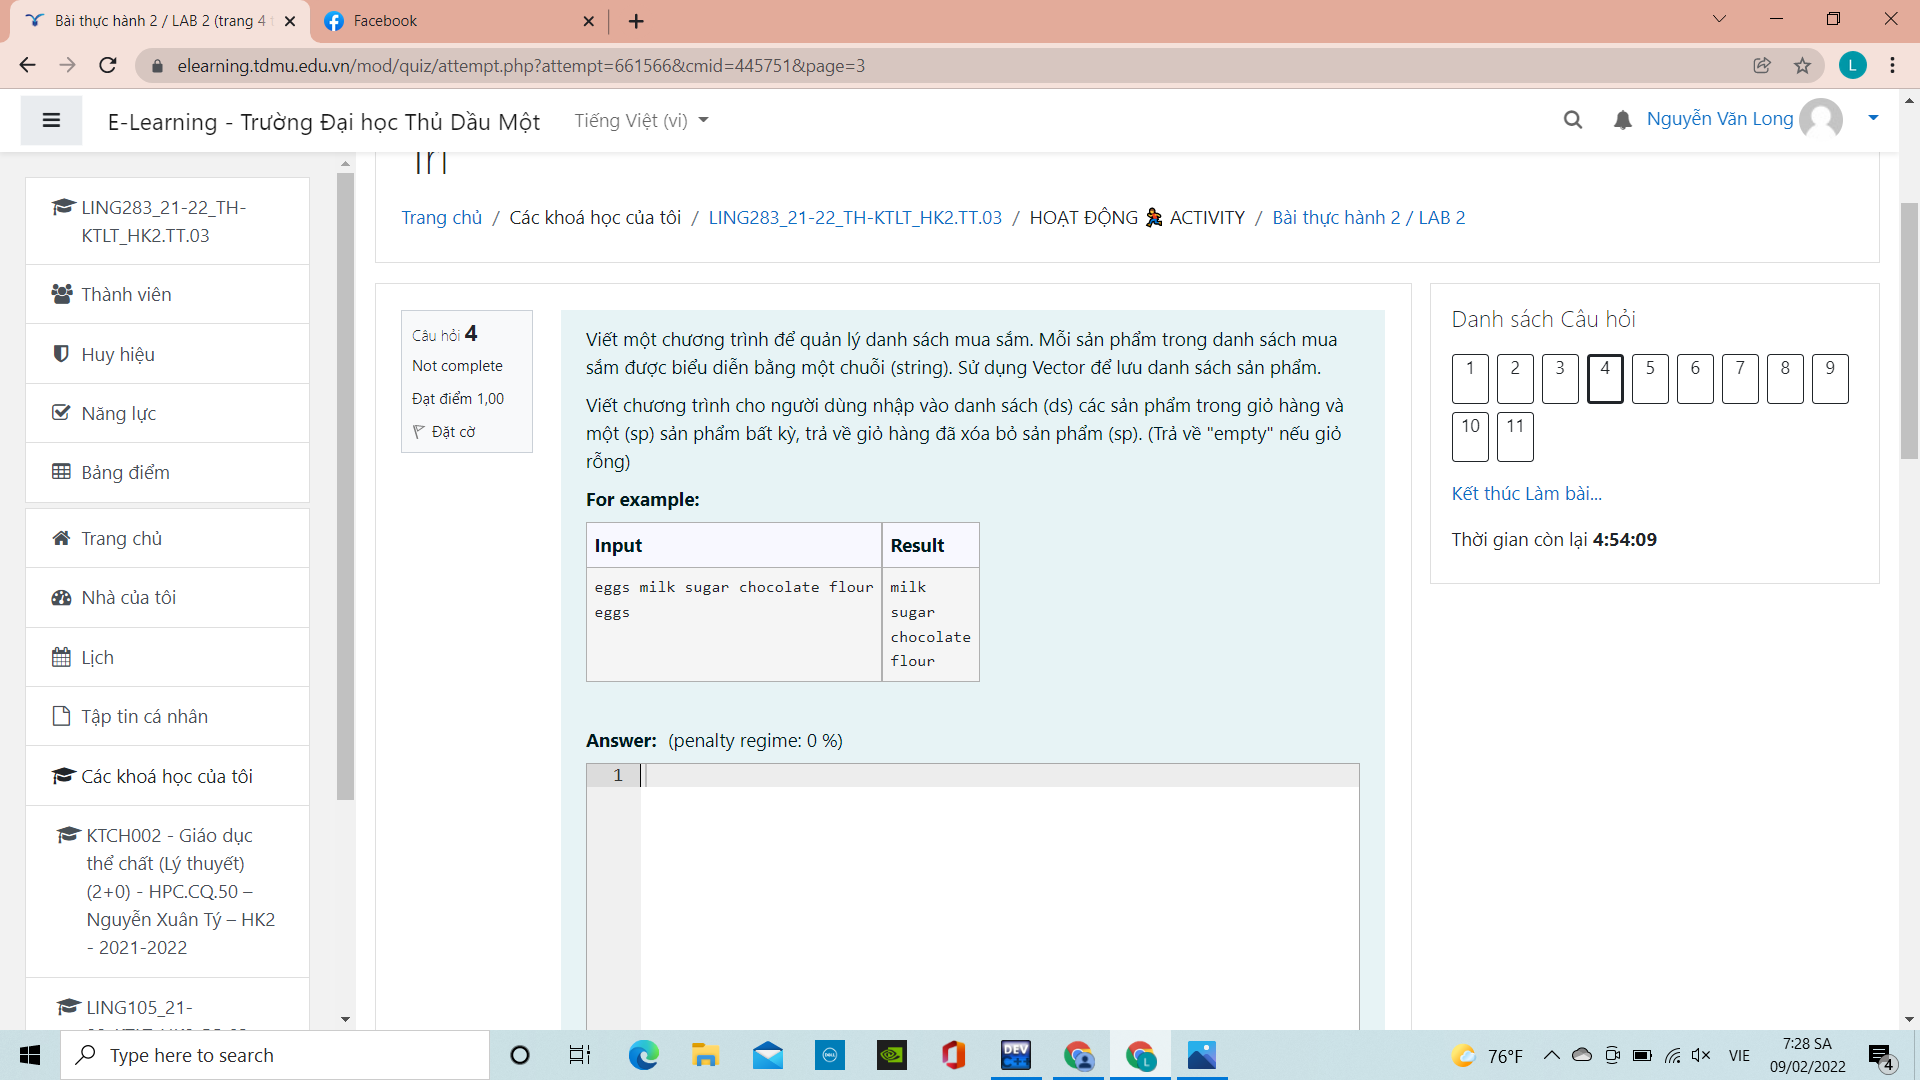 Bài thực hành 2 / LAB 2 (trang 4 t
Facebook
elearning.tdmu.edu.vn/mod/quiz/attempt.php?attempt=661566&cmid=445751&page=3
L
E-Learning - Trường Đại học Thủ Dầu Một
Tiếng Việt (vi)
Nguyễn Văn Long
LING283_21-22_TH-
KTLT_HK2.TT.03
Thành viên
Huy hiệu
Năng lực
Bảng điểm
Trang chủ
Nhà của tôi
Lịch
Tập tin cá nhân
Các khoá học của tôi
KTCH002 - Giáo dục
thể chất (Lý thuyết)
(2+0) - HPC.CQ.50 –
Nguyễn Xuân Tý – HK2
- 2021-2022
LING105_21-
Trang chủ / Các khoá học của tôi / LING283_21-22_TH-KTLT_HK2.TT.03 / HOẠT ĐỘNG ACTIVITY / Bài thực hành 2 / LAB 2
Câu hỏi 4
Not complete
Đạt điểm 1,00
Đặt cờ
Viết một chương trình để quản lý danh sách mua sắm. Mỗi sản phẩm trong danh sách mua
sắm được biểu diễn bằng một chuỗi (string). Sử dụng Vector để lưu danh sách sản phẩm.
Viết chương trình cho người dùng nhập vào danh sách (ds) các sản phẩm trong giỏ hàng và
một (sp) sản phẩm bất kỳ, trả về giỏ hàng đã xóa bỏ sản phẩm (sp). (Trả về "empty" nếu giỏ
rỗng)
For example:
Input Result
eggs milk sugar chocolate flour
eggs
milk
sugar
chocolate
flour
Answer: (penalty regime: 0 %)
1
Danh sách Câu hỏi
1 2 3 4 5 6 7 8 9
10 11
Kết thúc Làm bài...
Thời gian còn lại 4:54:09
Type here to search
DELL
DEV
C++
L
76°F
VIE
7:28 SA
09/02/2022
4